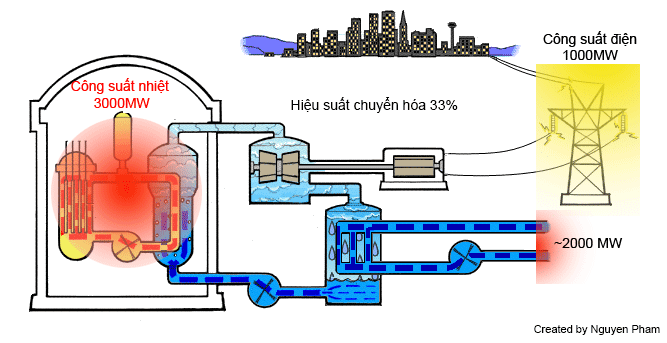 Công suất điện
1000MW
Công suất nhiệt
3000MW
Hiệu suất chuyển hóa 33%
~2000 MW
Created by Nguyen Pham